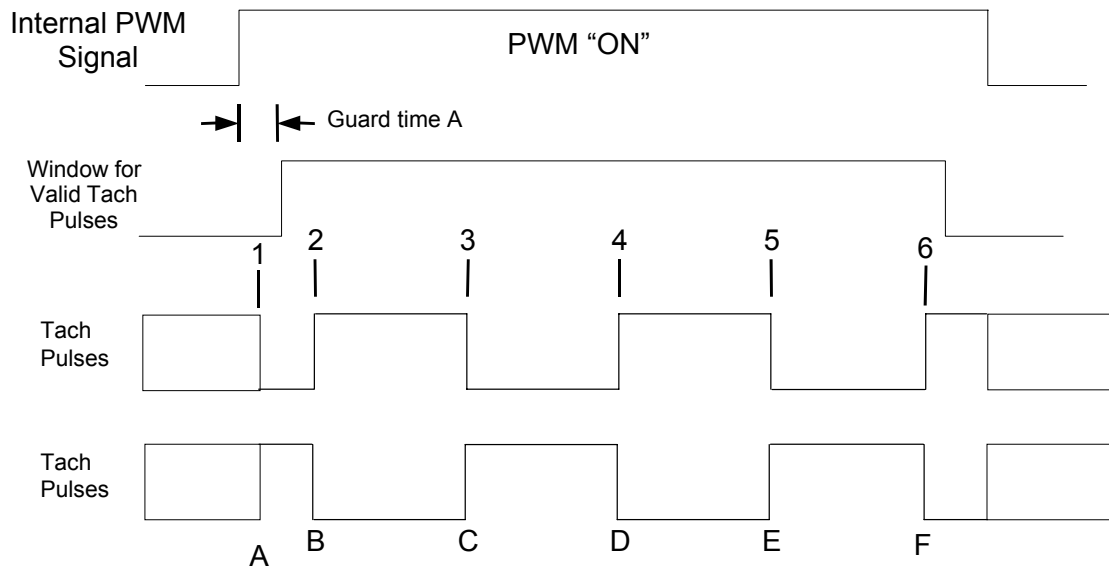 Internal PWM
Signal
PWM “ON”
Guard time A
Window for
Valid Tach
Pulses
1
2
3
4
5
6
Tach
Pulses
Tach
Pulses
A
B
C
D
E
F